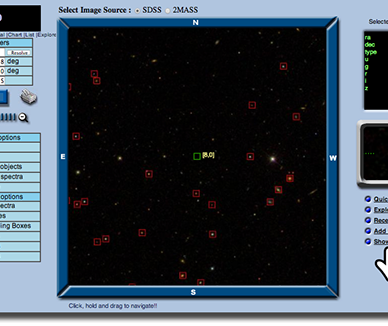 Select Image Source : SDSS 2MASS
Selecte
al |Chart |List |Explore
ers
Resolve
8 deg
0 deg
options
objects
spectra
options
ectra
es
ling Boxes
N
E
[8,0]
W
S
Click, hold and drag to navigate!!
ra
dec
type
u
g
r
i
z
Quic
Explo
Rece
Add
Show